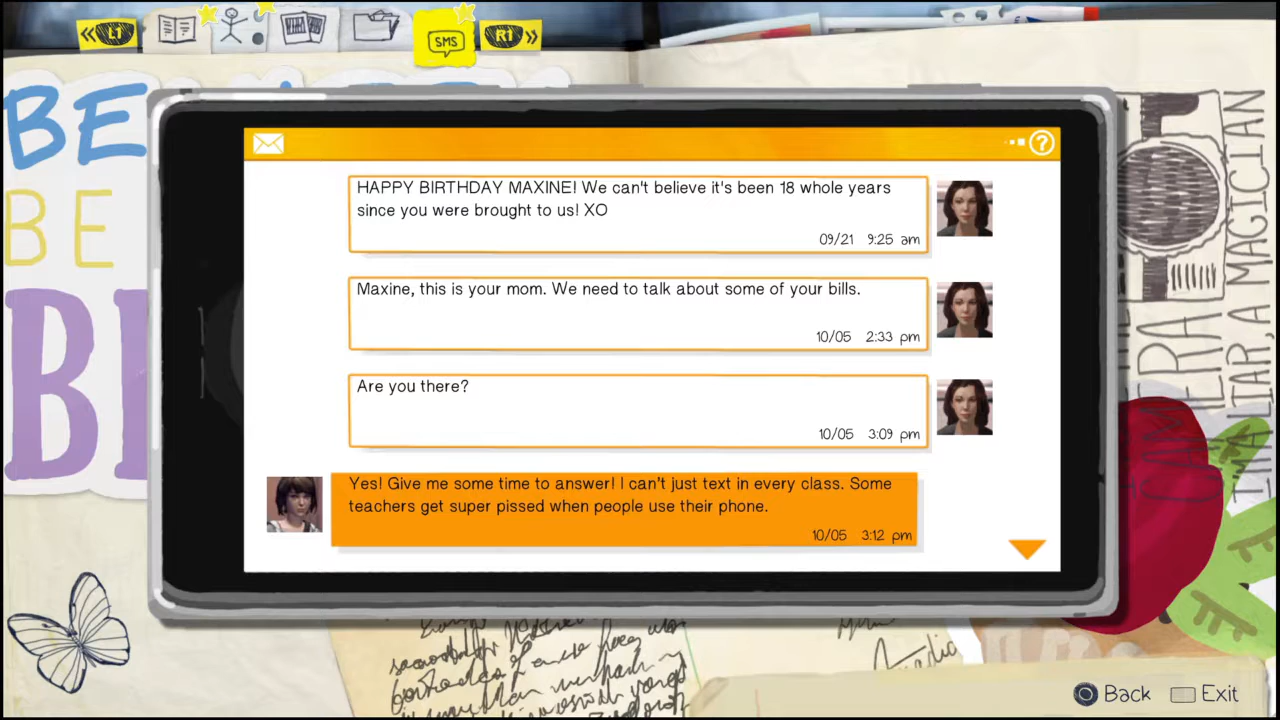 L1
SMS
R1
BE
BE
HAPPY BIRTHDAY MAXINE! We can't believe it's been 18 whole years
since you were brought to us! XO
09/21 9:25 am
Maxine, this is your mom. We need to talk about some of your bills.
10/05 2:33 pm
Are you there?
10/05 3:09 pm
Yes! Give me some time to answer! I can't just text in every class. Some
teachers get super pissed when people use their phone.
10/05 3:12 pm
CAMERA
LIAR, A MAGICIAN
Back
Exit